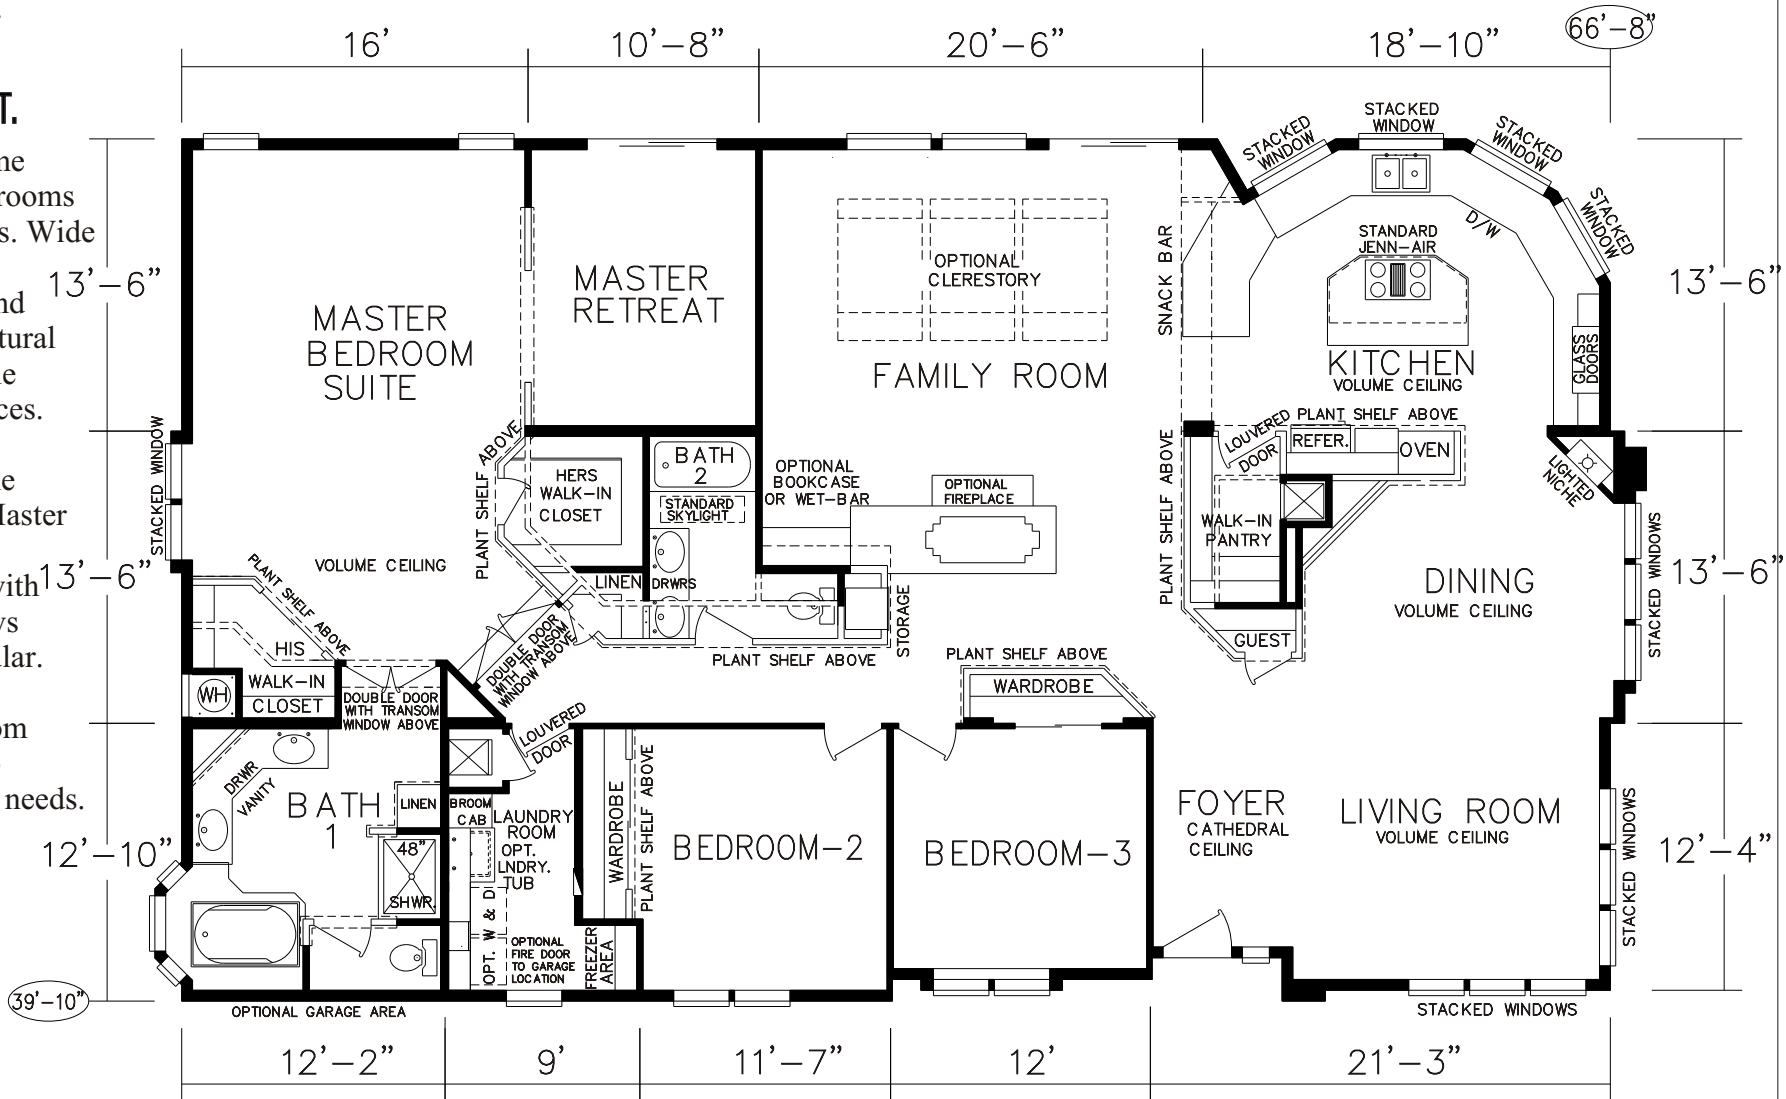 16'
10'-8"
20'-6"
18'-10"
66'-8"
T.
me
rooms
s. Wide
nd
tural
le
ces.
ne
Master
with
ys
lar.
om
needs.
13'-6"
13'-6"
12'-10"
39'-10"
13'-6"
13'-6"
12'-4"
STACKED
WINDOW
STACKED
WINDOW
STACKED
WINDOW
STACKED
WINDOW
MASTER
BEDROOM
SUITE
VOLUME CEILING
MASTER
RETREAT
OPTIONAL
CLERESTORY
FAMILY ROOM
SNACK BAR
D/W
STANDARD
JENN-AIR
KITCHEN
VOLUME CEILING
GLASS
DOORS
PLANT SHELF ABOVE
LOUVERED
DOOR
REFER.
OVEN
LIGHTED
NICHE
STACKED WINDOW
PLANT SHELF ABOVE
HERS
WALK-IN
CLOSET
BATH
2
STANDARD
SKYLIGHT
OPTIONAL
BOOKCASE
OR WET-BAR
OPTIONAL
FIREPLACE
PLANT SHELF ABOVE
WALK-IN
PANTRY
GUEST
DINING
VOLUME CEILING
STACKED WINDOWS
LINEN
DRWRS
STORAGE
PLANT SHELF ABOVE
PLANT SHELF ABOVE
HIS
WALK-IN
CLOSET
WH
DOUBLE DOOR
WITH TRANSOM
WINDOW ABOVE
DOUBLE DOOR
WITH TRANSOM
WINDOW ABOVE
PLANT SHELF ABOVE
WARDROBE
LOUVERED
DOOR
DRWR
VANITY
BATH
1
LINEN
48"
SHWR.
BROOM
CAB
LAUNDRY
ROOM
OPT.
LNDRY.
TUB
OPT. W & D
OPTIONAL
FIRE DOOR
TO GARAGE
LOCATION
FREEZER
AREA
WARDROBE
PLANT SHELF ABOVE
BEDROOM-2
BEDROOM-3
FOYER
CATHEDRAL
CEILING
LIVING ROOM
VOLUME CEILING
STACKED WINDOWS
STACKED WINDOWS
OPTIONAL GARAGE AREA
12'-2"
9'
11'-7"
12'
21'-3"